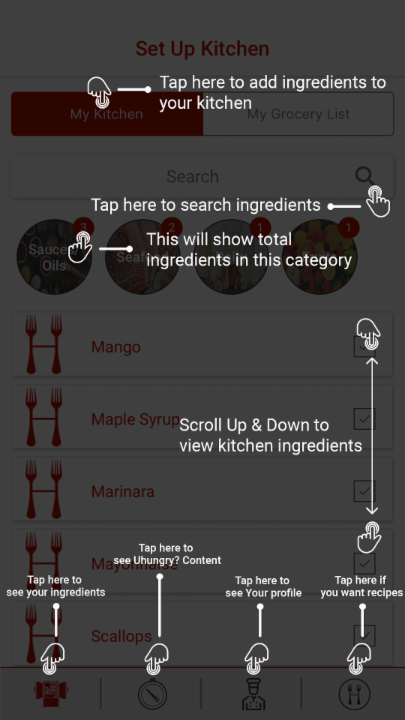 Set Up Kitchen
Tap here to add ingredients to
your kitchen
My Kitchen
My Grocery List
Search
Tap here to search ingredients
3
2
1
1
This will show total
ingredients in this category
Oils
Mango
Maple Syrup
Scroll Up & Down to
view kitchen ingredients
Marinara
Mayonnaise
Tap here to
see Uhungry? Content
Tap here to
see your ingredients
Tap here to
see Your profile
Tap here if
you want recipes
Scallops